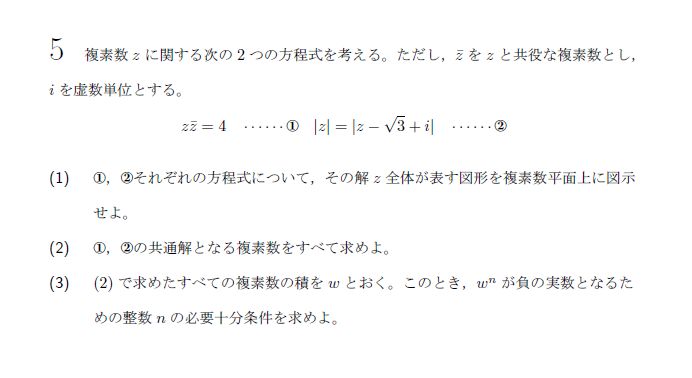 5 複素数 z に関する次の 2 つの方程式を考える。ただし，z̄ を z と共役な複素数とし，
i を虚数単位とする。
zz̄ = 4 ‥‥‥① |z| = |z − √3 + i| ‥‥‥②
(1) ①，②それぞれの方程式について，その解 z 全体が表す図形を複素数平面上に図示
せよ。
(2) ①，②の共通解となる複素数をすべて求めよ。
(3) (2) で求めたすべての複素数の積を w とおく。このとき，wⁿ が負の実数となるた
めの整数 n の必要十分条件を求めよ。